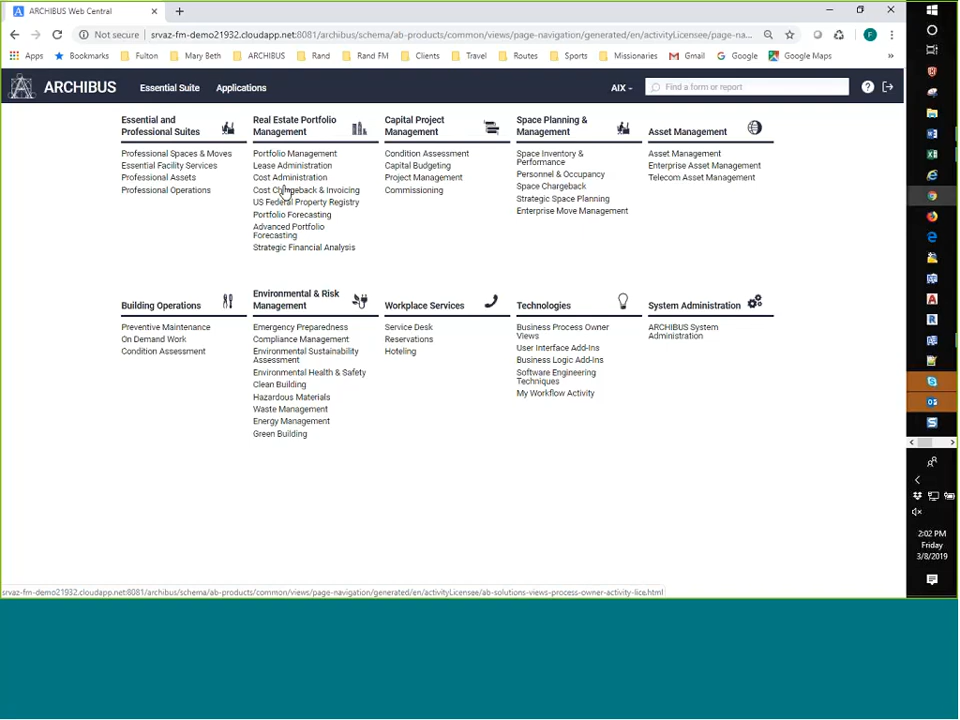 ARCHIBUS Web Central
Not secure | srvaz-fm-demo21932.cloudapp.net:8081/archibus/schema/ab-products/common/views/page-navigation/generated/en/activityLicensee/page-na...
Apps Bookmarks Fulton Mary Beth ARCHIBUS Rand Rand FM Clients Travel Routes Sports Missionaries Gmail Google Google Maps »
ARCHIBUS Essential Suite Applications AIX Find a form or report
Essential and
Professional Suites
Professional Spaces & Moves
Essential Facility Services
Professional Assets
Professional Operations
Real Estate Portfolio
Management
Portfolio Management
Lease Administration
Cost Administration
Cost Chargeback & Invoicing
US Federal Property Registry
Portfolio Forecasting
Advanced Portfolio
Forecasting
Strategic Financial Analysis
Capital Project
Management
Condition Assessment
Capital Budgeting
Project Management
Commissioning
Space Planning &
Management
Space Inventory &
Performance
Personnel & Occupancy
Space Chargeback
Strategic Space Planning
Enterprise Move Management
Asset Management
Asset Management
Enterprise Asset Management
Telecom Asset Management
Building Operations
Preventive Maintenance
On Demand Work
Condition Assessment
Environmental & Risk
Management
Emergency Preparedness
Compliance Management
Environmental Sustainability
Assessment
Environmental Health & Safety
Clean Building
Hazardous Materials
Waste Management
Energy Management
Green Building
Workplace Services
Service Desk
Reservations
Hoteling
Technologies
Business Process Owner
Views
User Interface Add-Ins
Business Logic Add-Ins
Software Engineering
Techniques
My Workflow Activity
System Administration
ARCHIBUS System
Administration
srvaz-fm-demo21932.cloudapp.net:8081/archibus/schema/ab-products/common/views/page-navigation/generated/en/activityLicensee/ab-solutions-views-process-owner-activity-lice.html
2:02 PM
Friday
3/8/2019